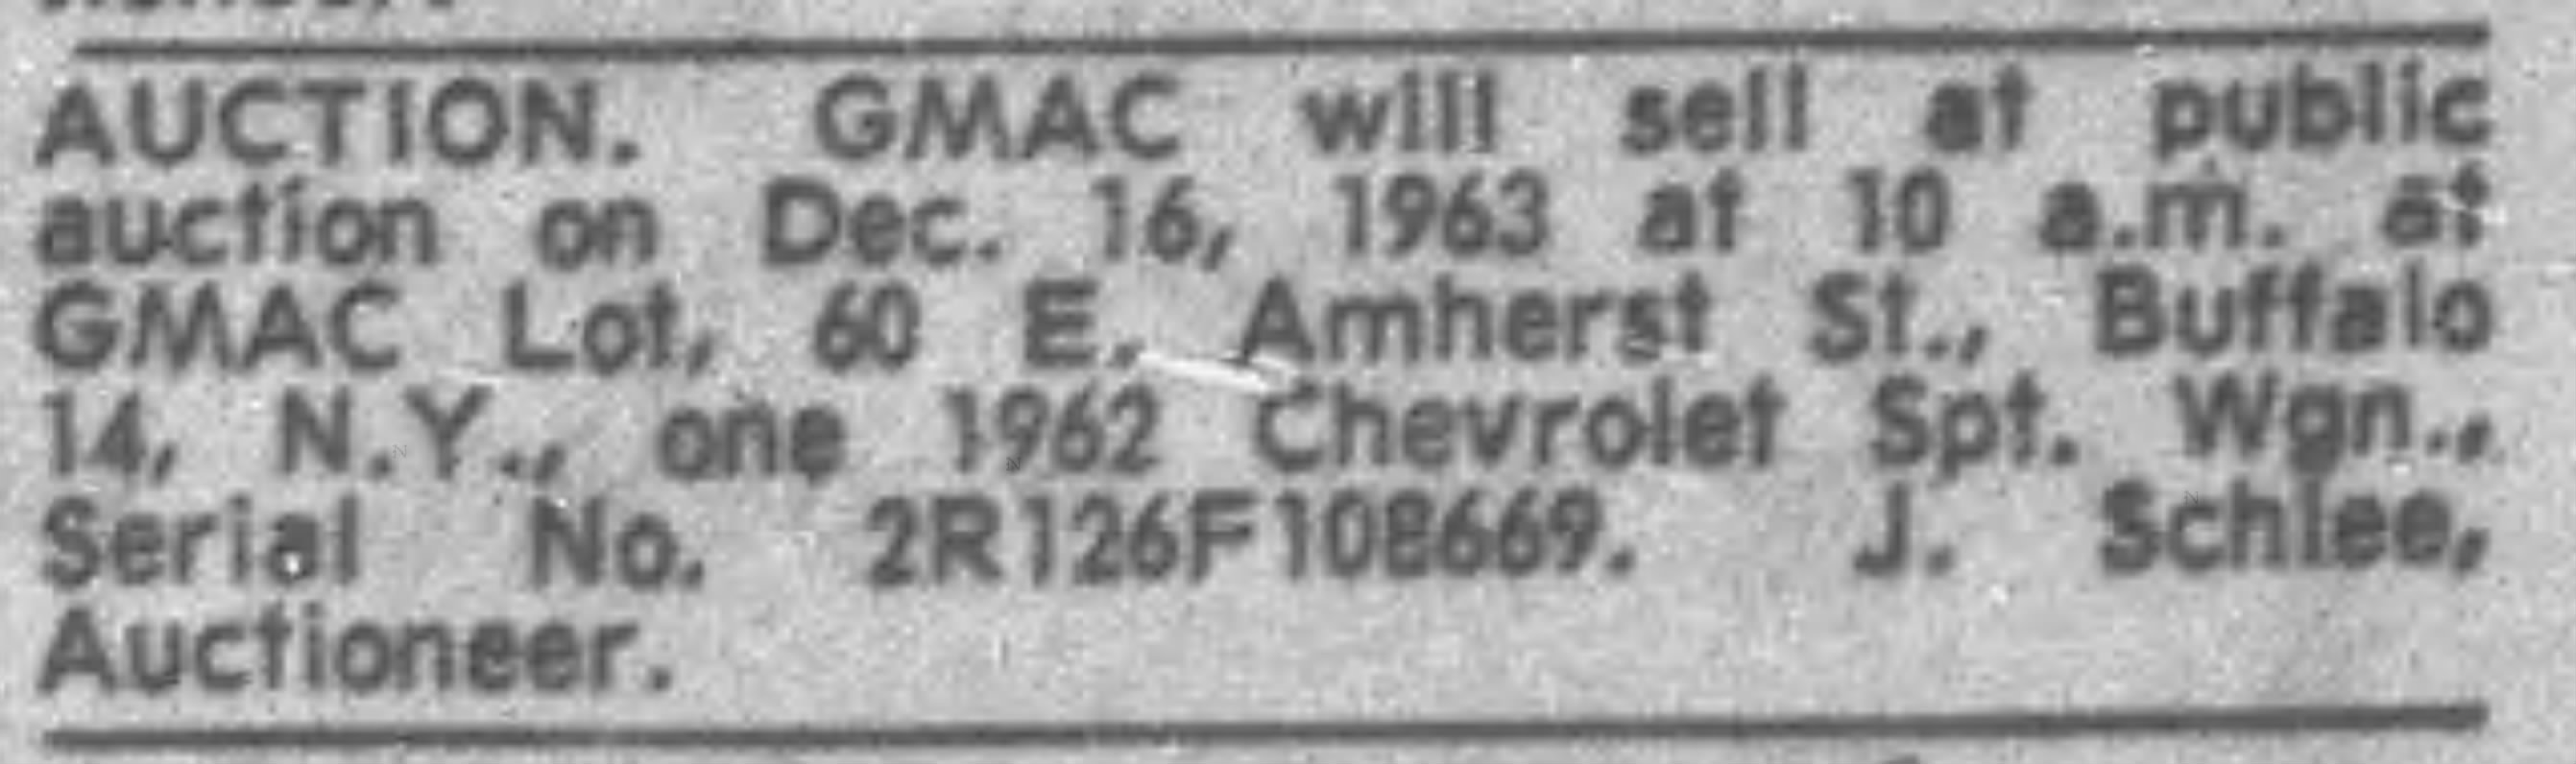 AUCTION. GMAC will sell at public
auction on Dec. 16, 1963 at 10 a.m. at
GMAC Lot, 60 E. Amherst St., Buffalo
14, N.Y., one 1962 Chevrolet Spt. Wgn.,
Serial No. 2R126F108669. J. Schlee,
Auctioneer.